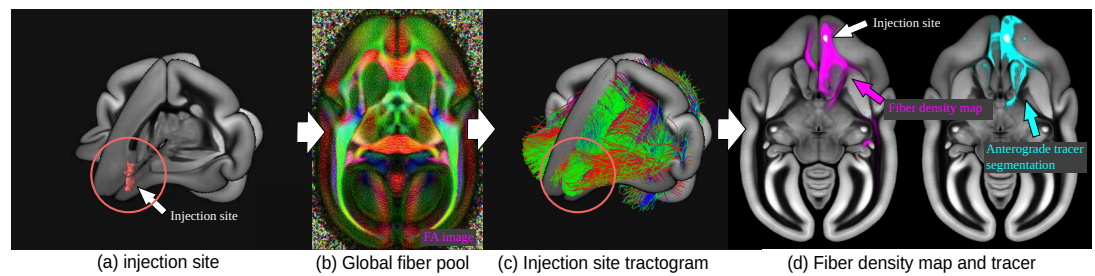 Injection site
(a) injection site
FA image
(b) Global fiber pool
(c) Injection site tractogram
Injection site
Fiber density map
Anterograde tracer
segmentation
(d) Fiber density map and tracer